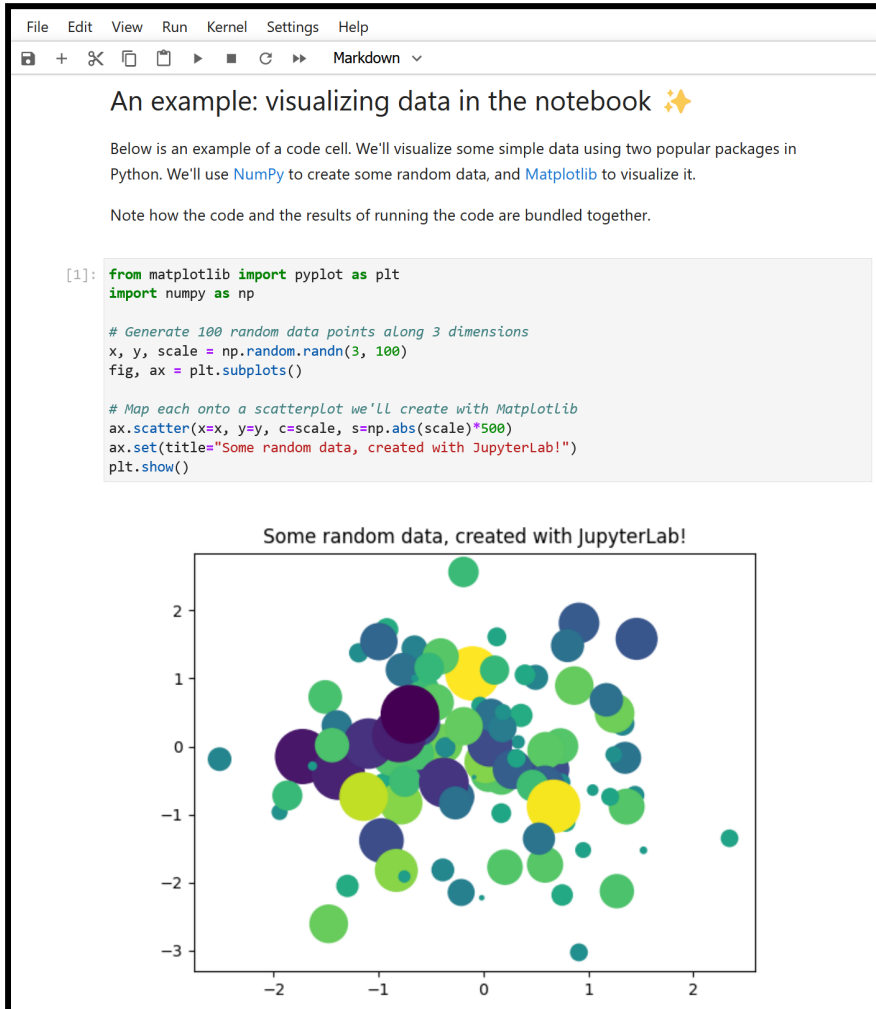 File Edit View Run Kernel Settings Help
Markdown
An example: visualizing data in the notebook ✨
Below is an example of a code cell. We'll visualize some simple data using two popular packages in
Python. We'll use NumPy to create some random data, and Matplotlib to visualize it.
Note how the code and the results of running the code are bundled together.
[1]: from matplotlib import pyplot as plt
import numpy as np
# Generate 100 random data points along 3 dimensions
x, y, scale = np.random.randn(3, 100)
fig, ax = plt.subplots()
# Map each onto a scatterplot we'll create with Matplotlib
ax.scatter(x=x, y=y, c=scale, s=np.abs(scale)*500)
ax.set(title="Some random data, created with JupyterLab!")
plt.show()
Some random data, created with JupyterLab!
2
1
0
−1
−2
−3
−2 −1 0 1 2